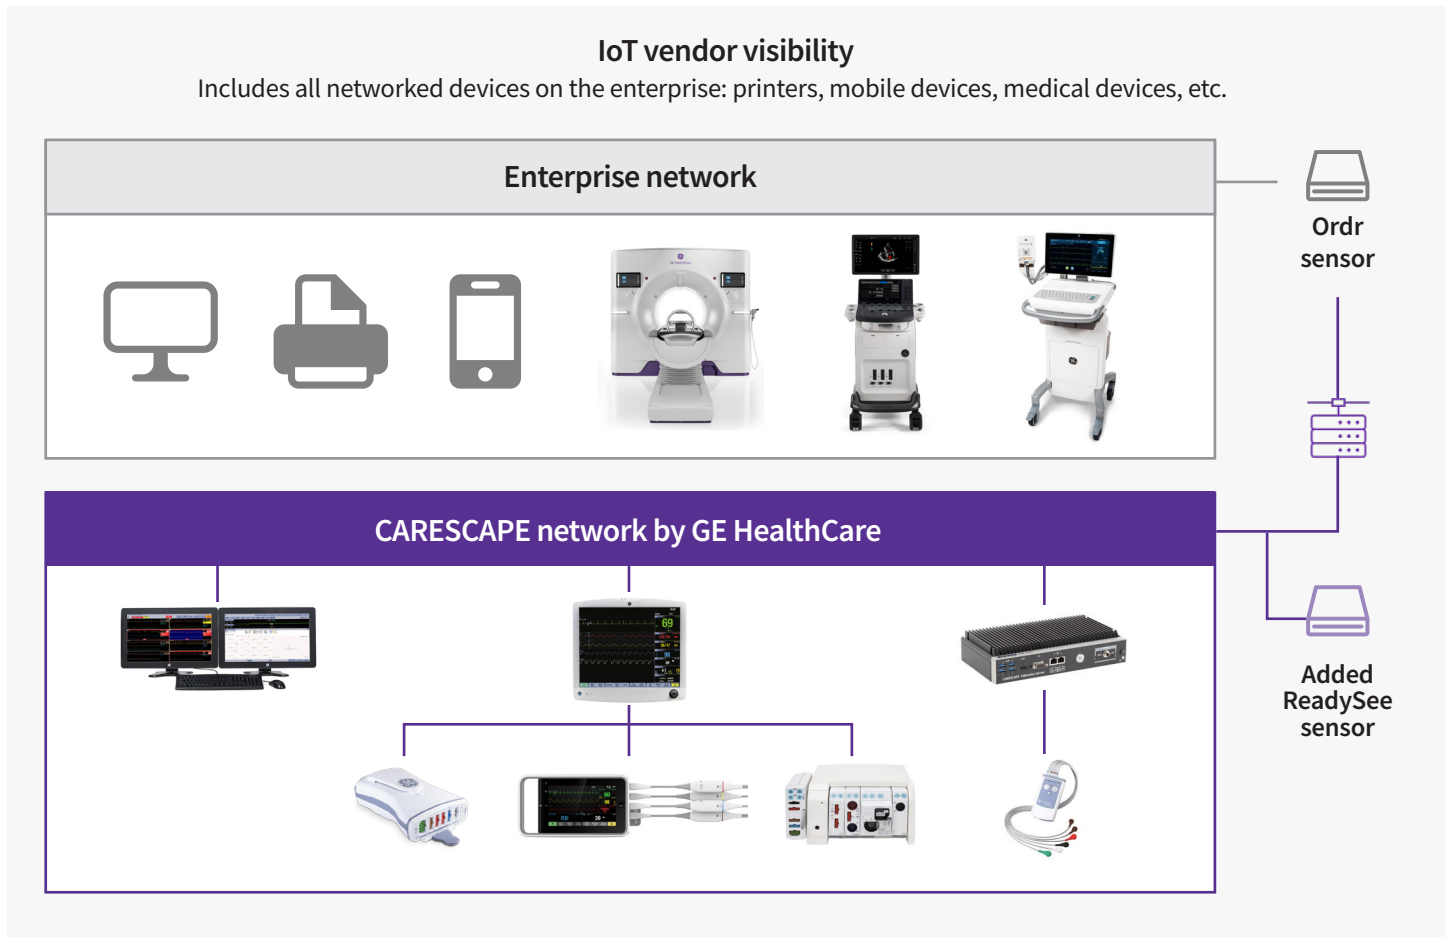 IoT vendor visibility
Includes all networked devices on the enterprise: printers, mobile devices, medical devices, etc.
Enterprise network
Ordr
sensor
CARESCAPE network by GE HealthCare
69
Added
ReadySee
sensor